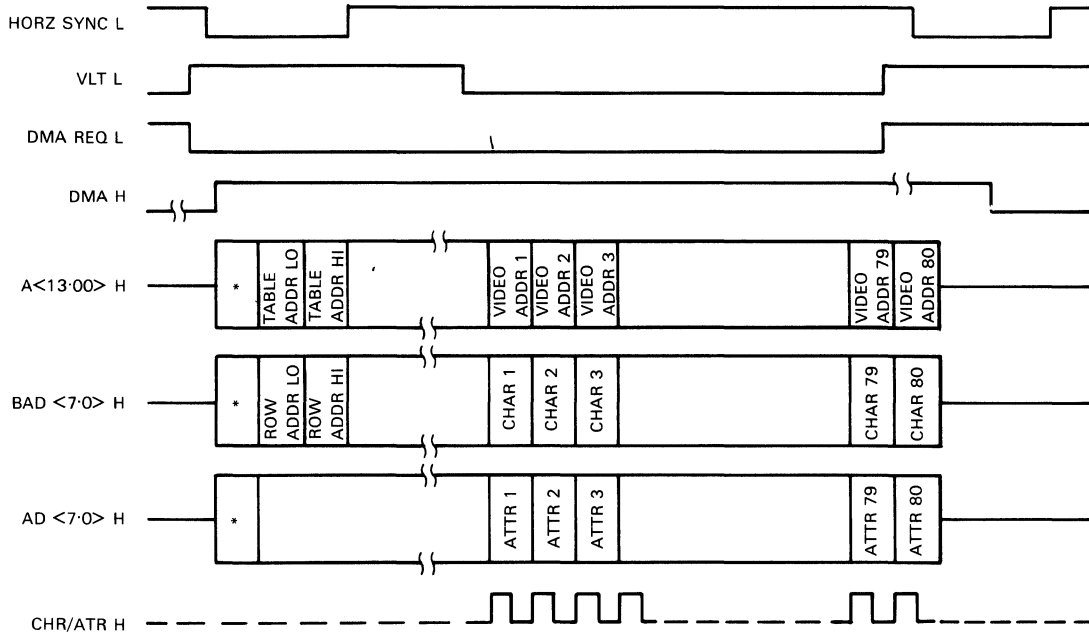 HORZ SYNC L
VLT L
DMA REQ L
DMA H
A<13·00> H
*
TABLE
ADDR LO
TABLE
ADDR HI
VIDEO
ADDR 1
VIDEO
ADDR 2
VIDEO
ADDR 3
VIDEO
ADDR 79
VIDEO
ADDR 80
BAD <7·0> H
*
ROW
ADDR LO
ROW
ADDR HI
CHAR 1
CHAR 2
CHAR 3
CHAR 79
CHAR 80
AD <7·0> H
*
ATTR 1
ATTR 2
ATTR 3
ATTR 79
ATTR 80
CHR/ATR H